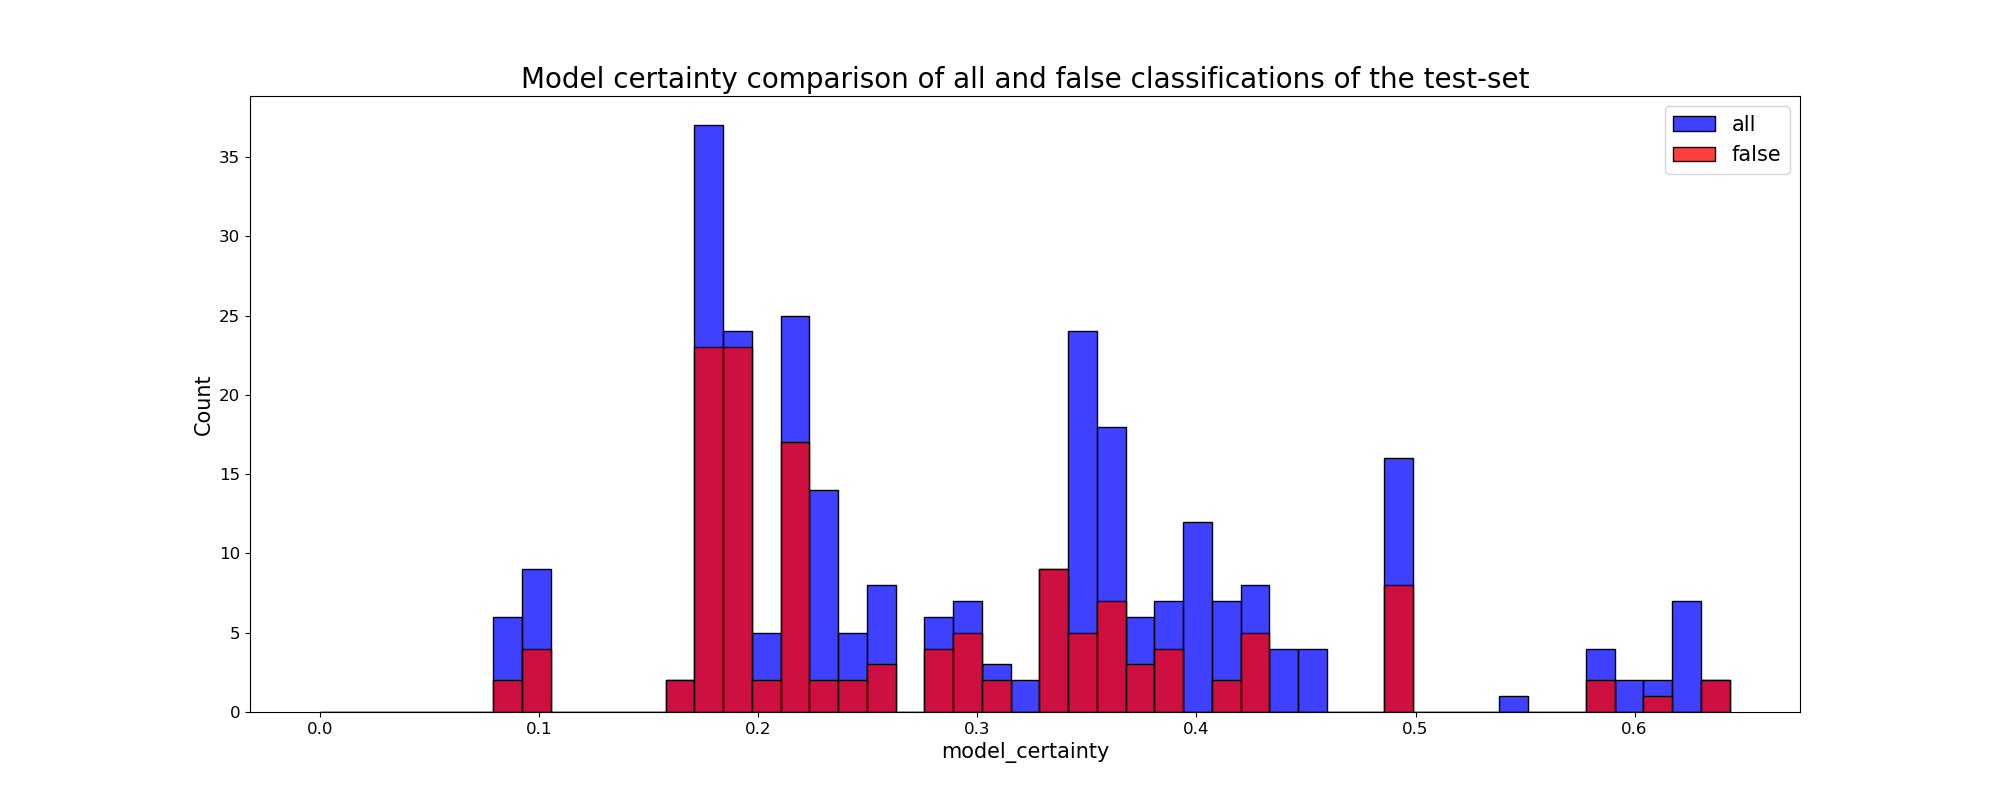 Model certainty comparison of all and false classifications of the test-set
all
false
Count
35
30
25
20
15
10
5
0
0.0 0.1 0.2 0.3 0.4 0.5 0.6
model_certainty